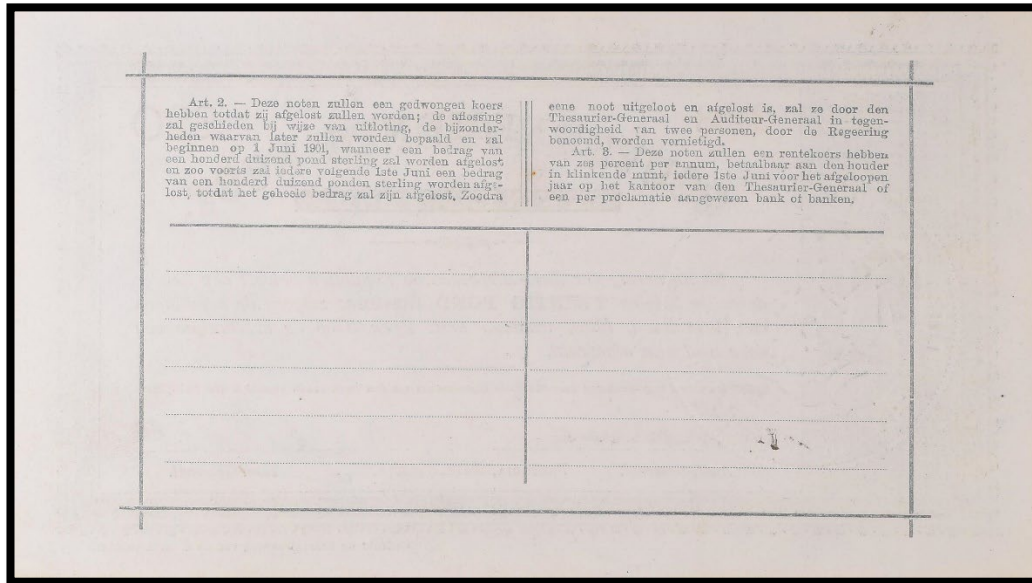 Art. 2. — Deze noten zullen een gedwongen koers
hebben totdat zij afgelost zullen worden; de aflossing
zal geschieden bij wijze van uitloting, de bijzonder-
heden waarvan later zullen worden bepaald en zal
beginnen op 1 Juni 1901, wanneer een bedrag van
een honderd duizend pond sterling zal worden afgelost
en zoo voorts zal iedere volgende 1ste Juni een bedrag
van een honderd duizend ponden sterling worden afge-
lost, totdat het geheele bedrag zal zijn afgelost. Zoodra
eene noot uitgeloot en afgelost is, zal ze door den
Thesaurier-Generaal en Auditeur-Generaal in tegen-
woordigheid van twee personen, door de Regeering
benoemd, worden vernietigd.
Art. 3. — Deze noten zullen een rentekoers hebben
van zes percent per annum, betaalbaar aan den houder
in klinkende munt, iedere 1ste Juni voor het afgeloopen
jaar op het kantoor van den Thesaurier-Generaal of
een per proclamatie aangewezen bank of banken.